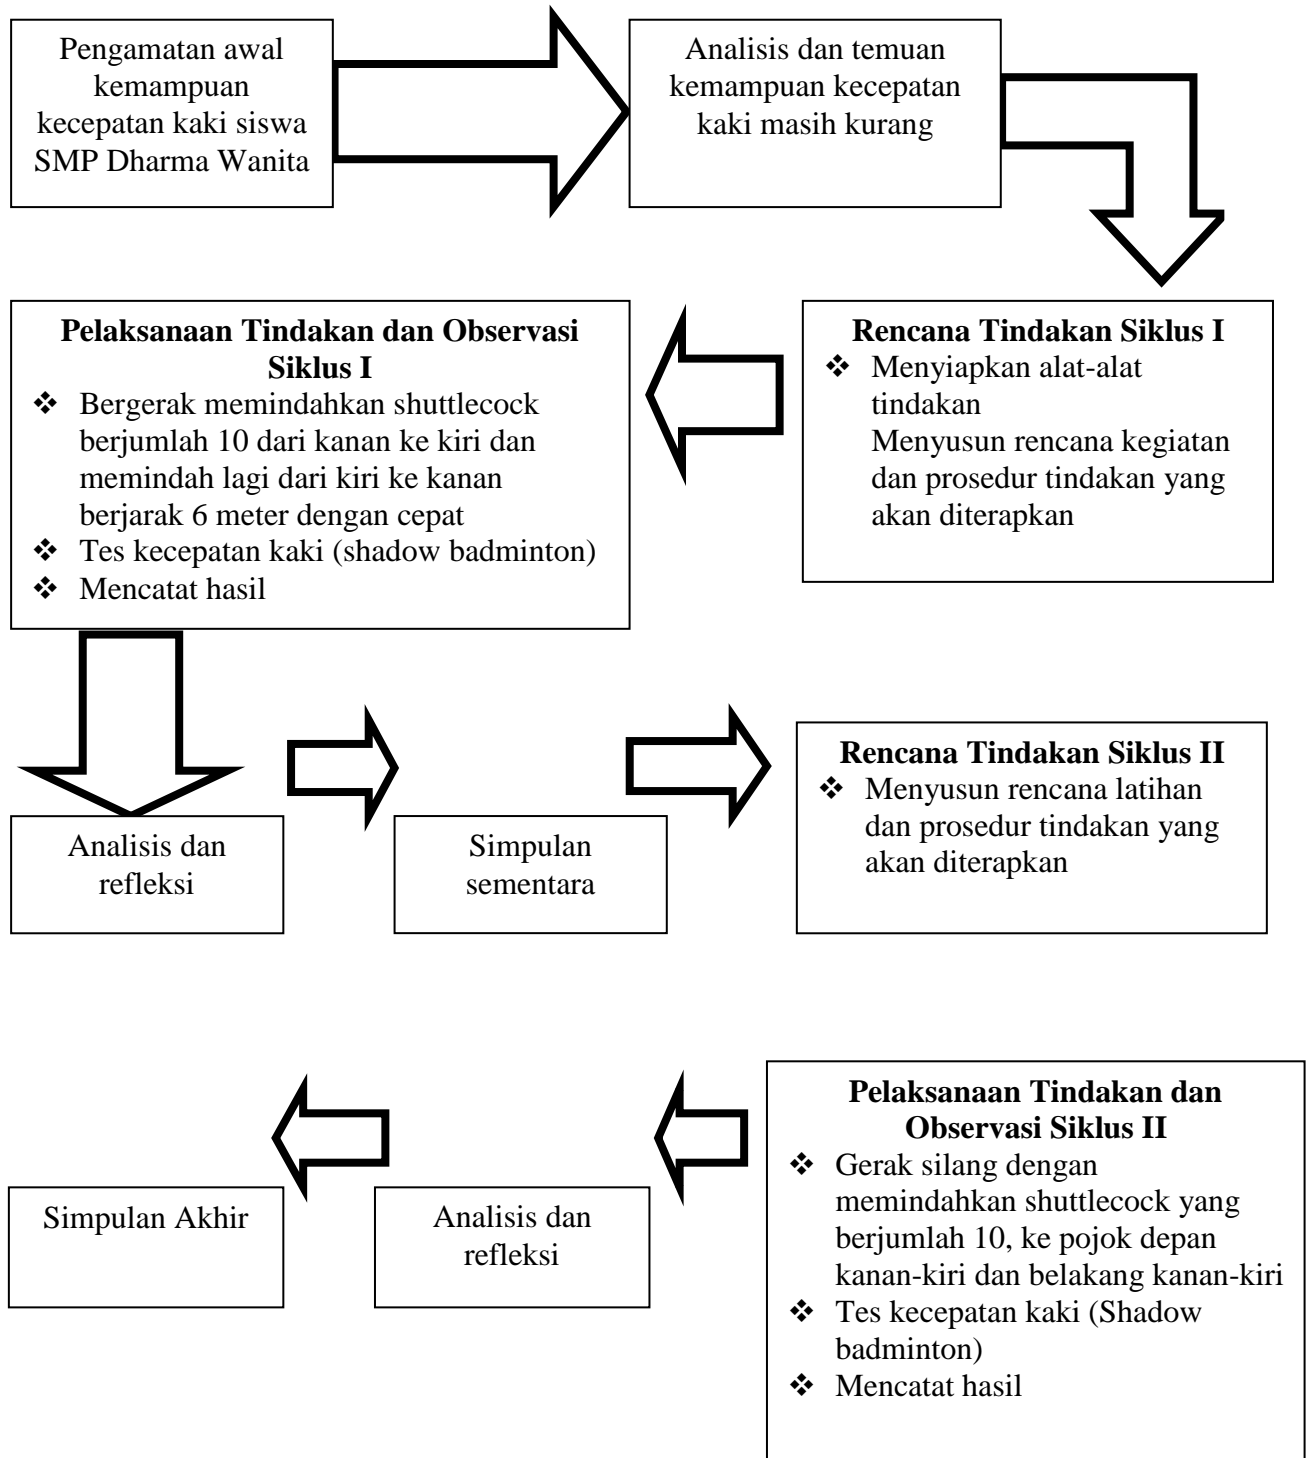 Pengamatan awal
kemampuan
kecepatan kaki siswa
SMP Dharma Wanita
Analisis dan temuan
kemampuan kecepatan
kaki masih kurang
Rencana Tindakan Siklus I
❖ Menyiapkan alat-alat
tindakan
Menyusun rencana kegiatan
dan prosedur tindakan yang
akan diterapkan
Pelaksanaan Tindakan dan Observasi
Siklus I
❖ Bergerak memindahkan shuttlecock
berjumlah 10 dari kanan ke kiri dan
memindah lagi dari kiri ke kanan
berjarak 6 meter dengan cepat
❖ Tes kecepatan kaki (shadow badminton)
❖ Mencatat hasil
Analisis dan
refleksi
Simpulan
sementara
Rencana Tindakan Siklus II
❖ Menyusun rencana latihan
dan prosedur tindakan yang
akan diterapkan
Pelaksanaan Tindakan dan
Observasi Siklus II
❖ Gerak silang dengan
memindahkan shuttlecock yang
berjumlah 10, ke pojok depan
kanan-kiri dan belakang kanan-kiri
❖ Tes kecepatan kaki (Shadow
badminton)
❖ Mencatat hasil
Analisis dan
refleksi
Simpulan Akhir